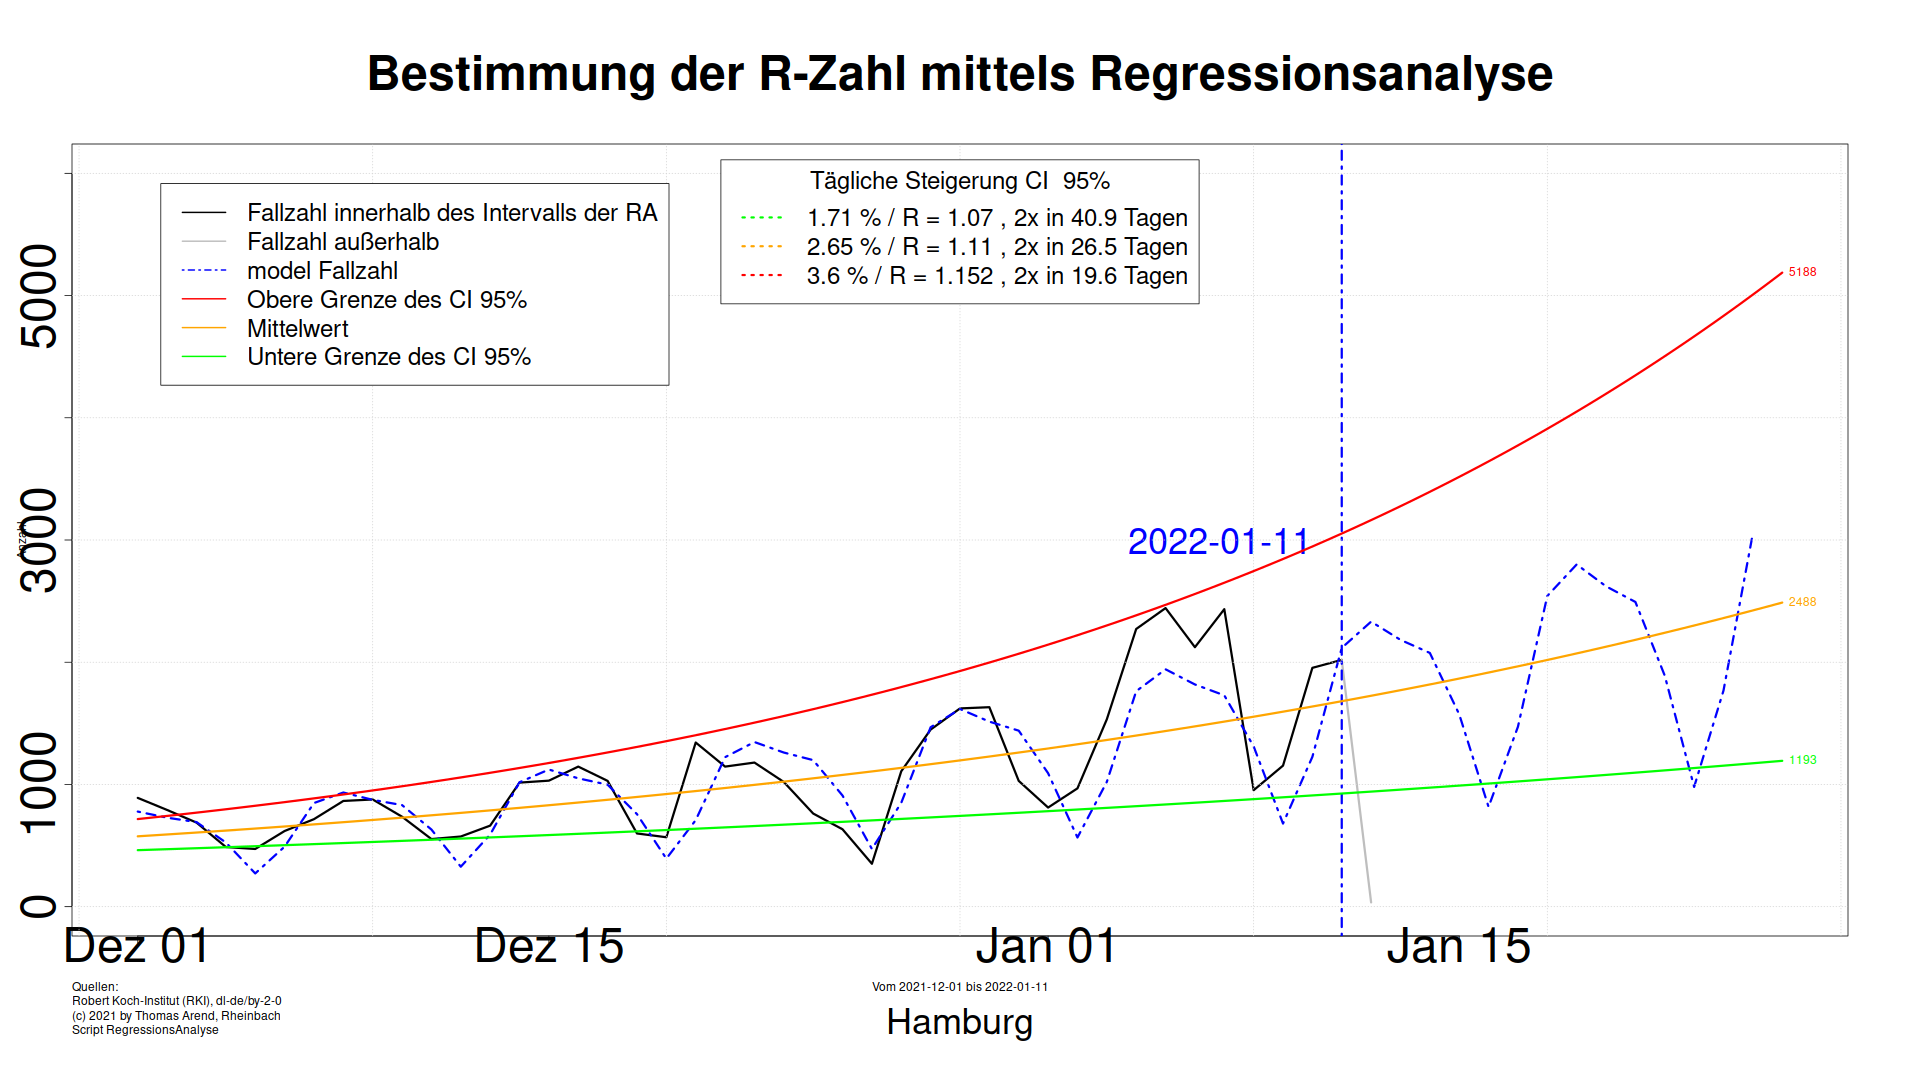 Bestimmung der R-Zahl mittels Regressionsanalyse
Fallzahl innerhalb des Intervalls der RA
Fallzahl außerhalb
model Fallzahl
Obere Grenze des CI 95%
Mittelwert
Untere Grenze des CI 95%
Tägliche Steigerung CI 95%
1.71 % / R = 1.07 , 2x in 40.9 Tagen
2.65 % / R = 1.11 , 2x in 26.5 Tagen
3.6 % / R = 1.152 , 2x in 19.6 Tagen
5000
3000
1000
0
Anzahl
2022-01-11
5188
2488
1193
Dez 01
Dez 15
Jan 01
Jan 15
Quellen:
Robert Koch-Institut (RKI), dl-de/by-2-0
(c) 2021 by Thomas Arend, Rheinbach
Script RegressionsAnalyse
Vom 2021-12-01 bis 2022-01-11
Hamburg